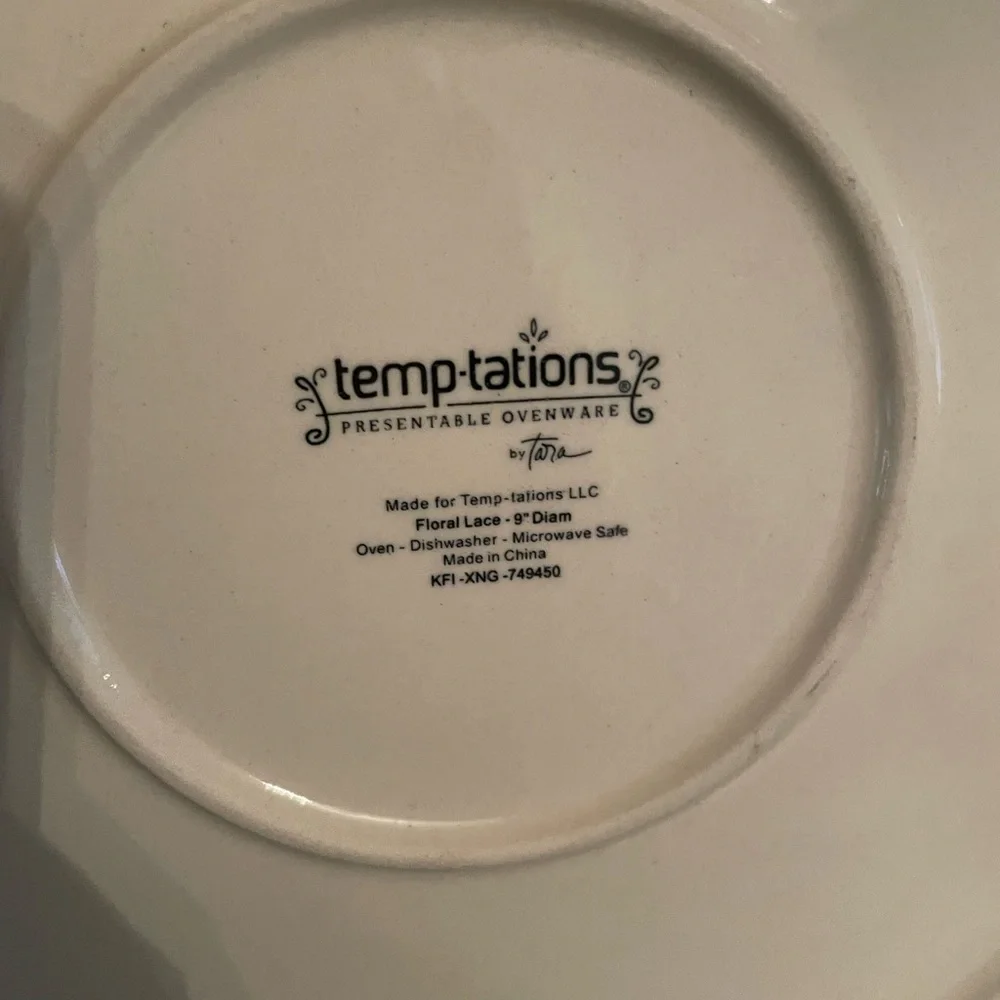 temp-tations®
PRESENTABLE OVENWARE
by Tara
Made for Temp-tations LLC
Floral Lace - 9" Diam
Oven - Dishwasher - Microwave Safe
Made in China
KFI -XNG -749450